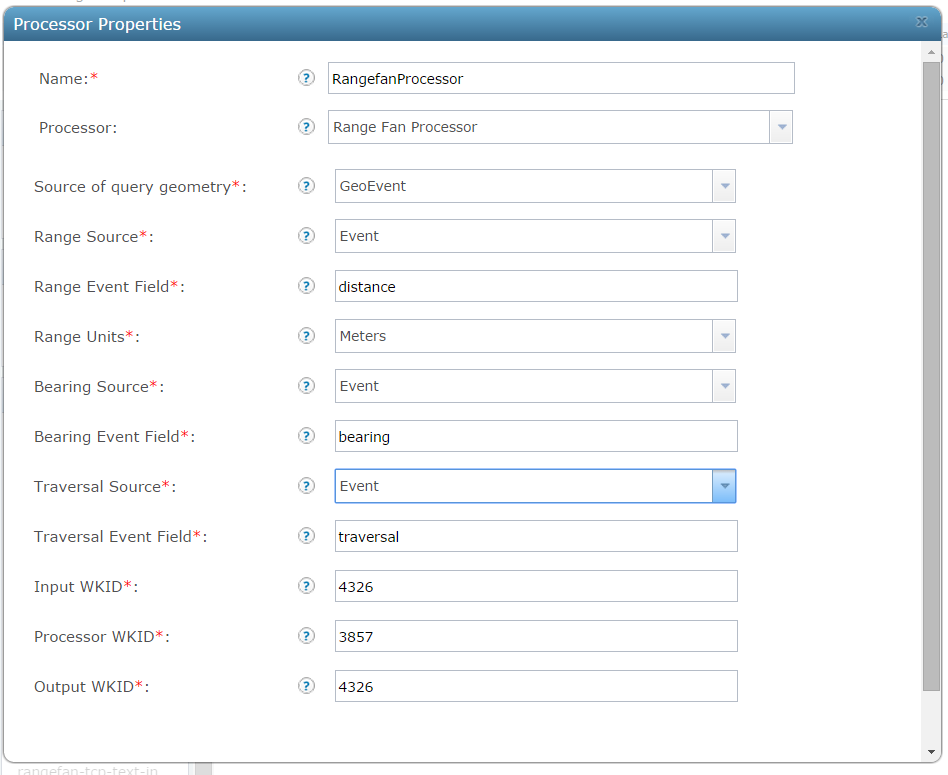 Processor Properties
Name:* ? RangefanProcessor
Processor: ? Range Fan Processor
Source of query geometry*: ? GeoEvent
Range Source*: ? Event
Range Event Field*: ? distance
Range Units*: ? Meters
Bearing Source*: ? Event
Bearing Event Field*: ? bearing
Traversal Source*: ? Event
Traversal Event Field*: ? traversal
Input WKID*: ? 4326
Processor WKID*: ? 3857
Output WKID*: ? 4326
rangefan-tcp-text-in